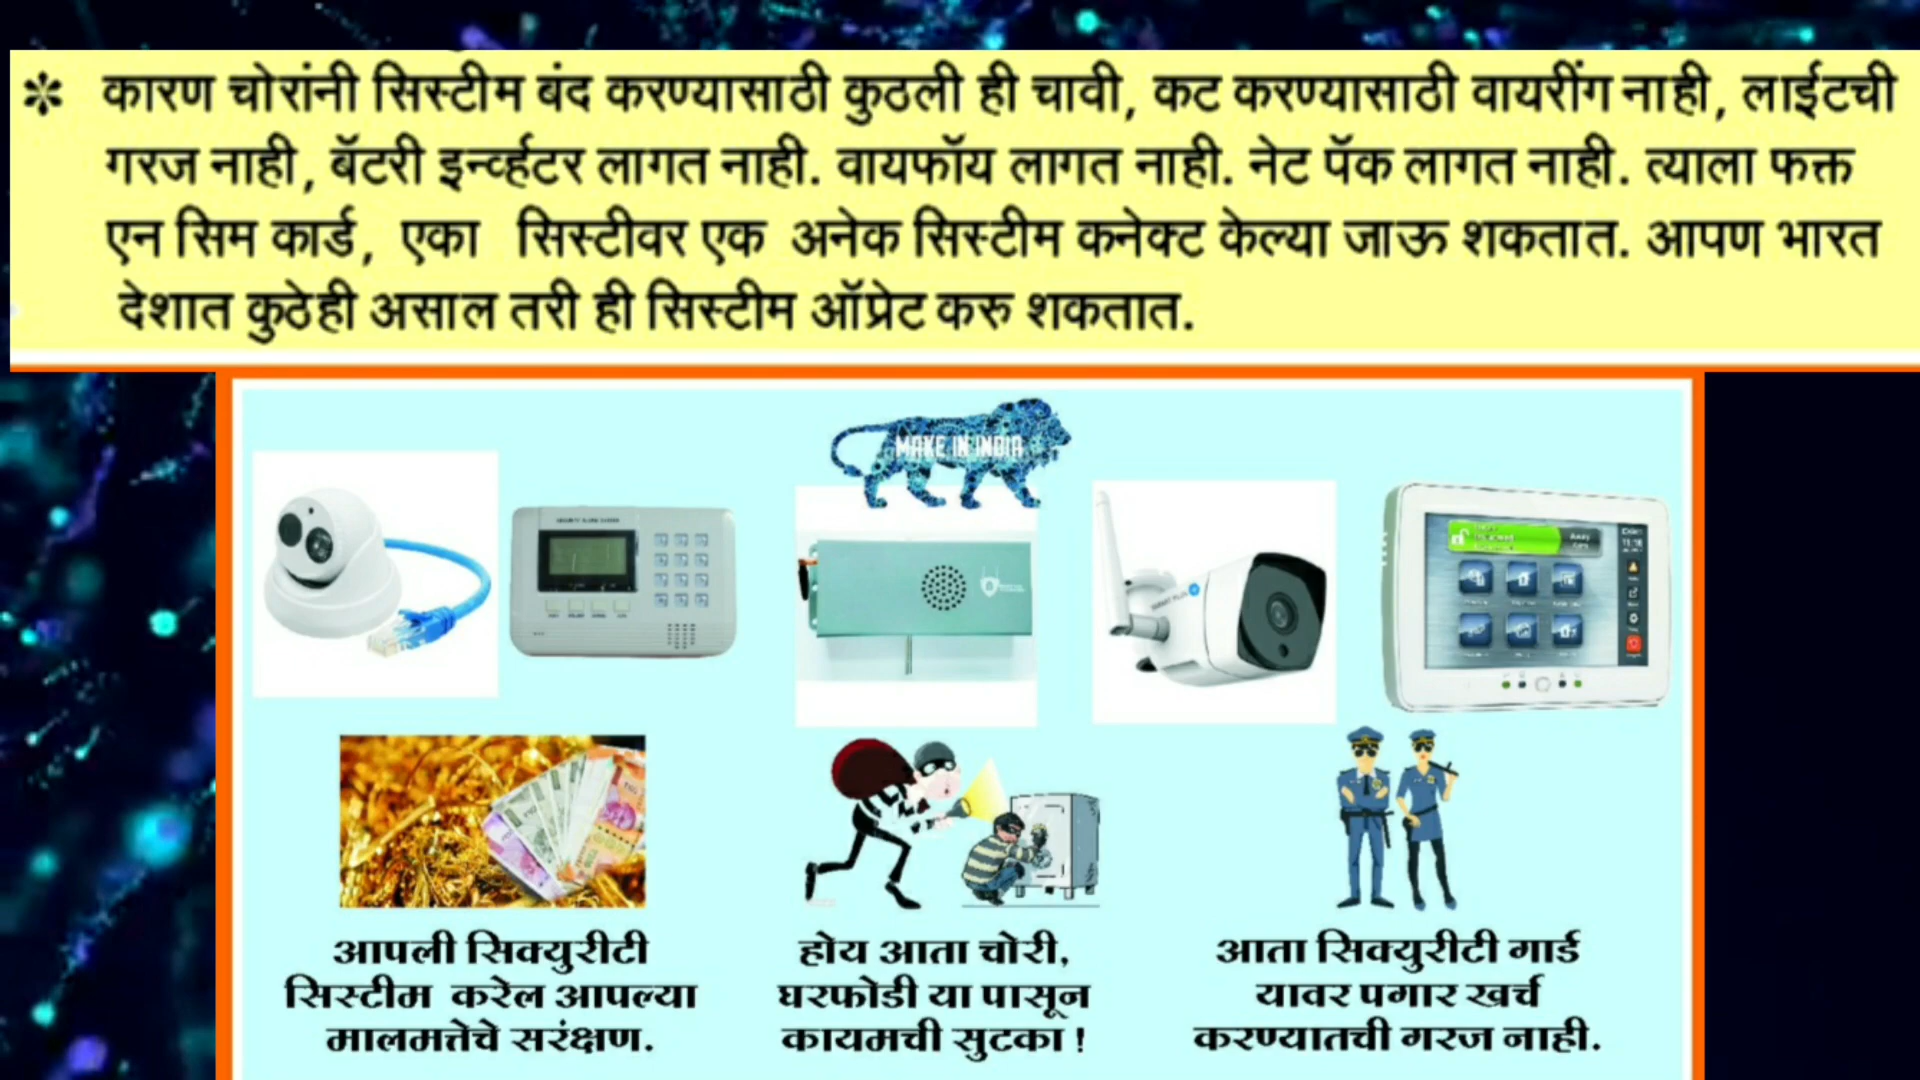 ✻ कारण चोरांनी सिस्टीम बंद करण्यासाठी कुठली ही चावी, कट करण्यासाठी वायरींग नाही, लाईटची
गरज नाही, बॅटरी इन्व्हंटर लागत नाही. वायफॉय लागत नाही. नेट पॅक लागत नाही. त्याला फक्त
एन सिम कार्ड, एका सिस्टीवर एक अनेक सिस्टीम कनेक्ट केल्या जाऊ शकतात. आपण भारत
देशात कुठेही असाल तरी ही सिस्टीम ऑप्रेट करु शकतात.
MAKE IN INDIA
आपली सिक्युरीटी
सिस्टीम करेल आपल्या
मालमत्तेचे सरंक्षण.
होय आता चोरी,
घरफोडी या पासून
कायमची सुटका !
आता सिक्युरीटी गार्ड
यावर पगार खर्च
करण्यातची गरज नाही.